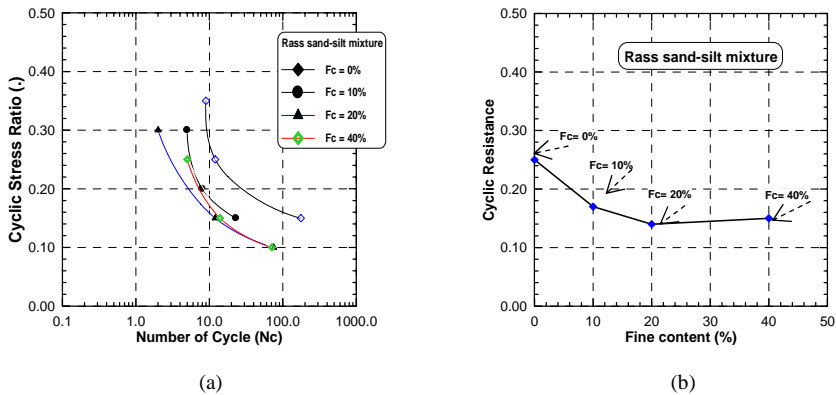 0.50
0.40
0.30
0.20
0.10
0.00
Cyclic Stress Ratio (.)
0.1
1.0
10.0
100.0
1000.0
Number of Cycle (Nc)
Rass sand-silt mixture
Fc = 0%
Fc = 10%
Fc = 20%
Fc = 40%
(a)
0.50
0.40
0.30
0.20
0.10
0.00
Cyclic Resistance
Rass sand-silt mixture
Fc= 0%
Fc= 10%
Fc= 20%
Fc= 40%
0
10
20
30
40
50
Fine content (%)
(b)